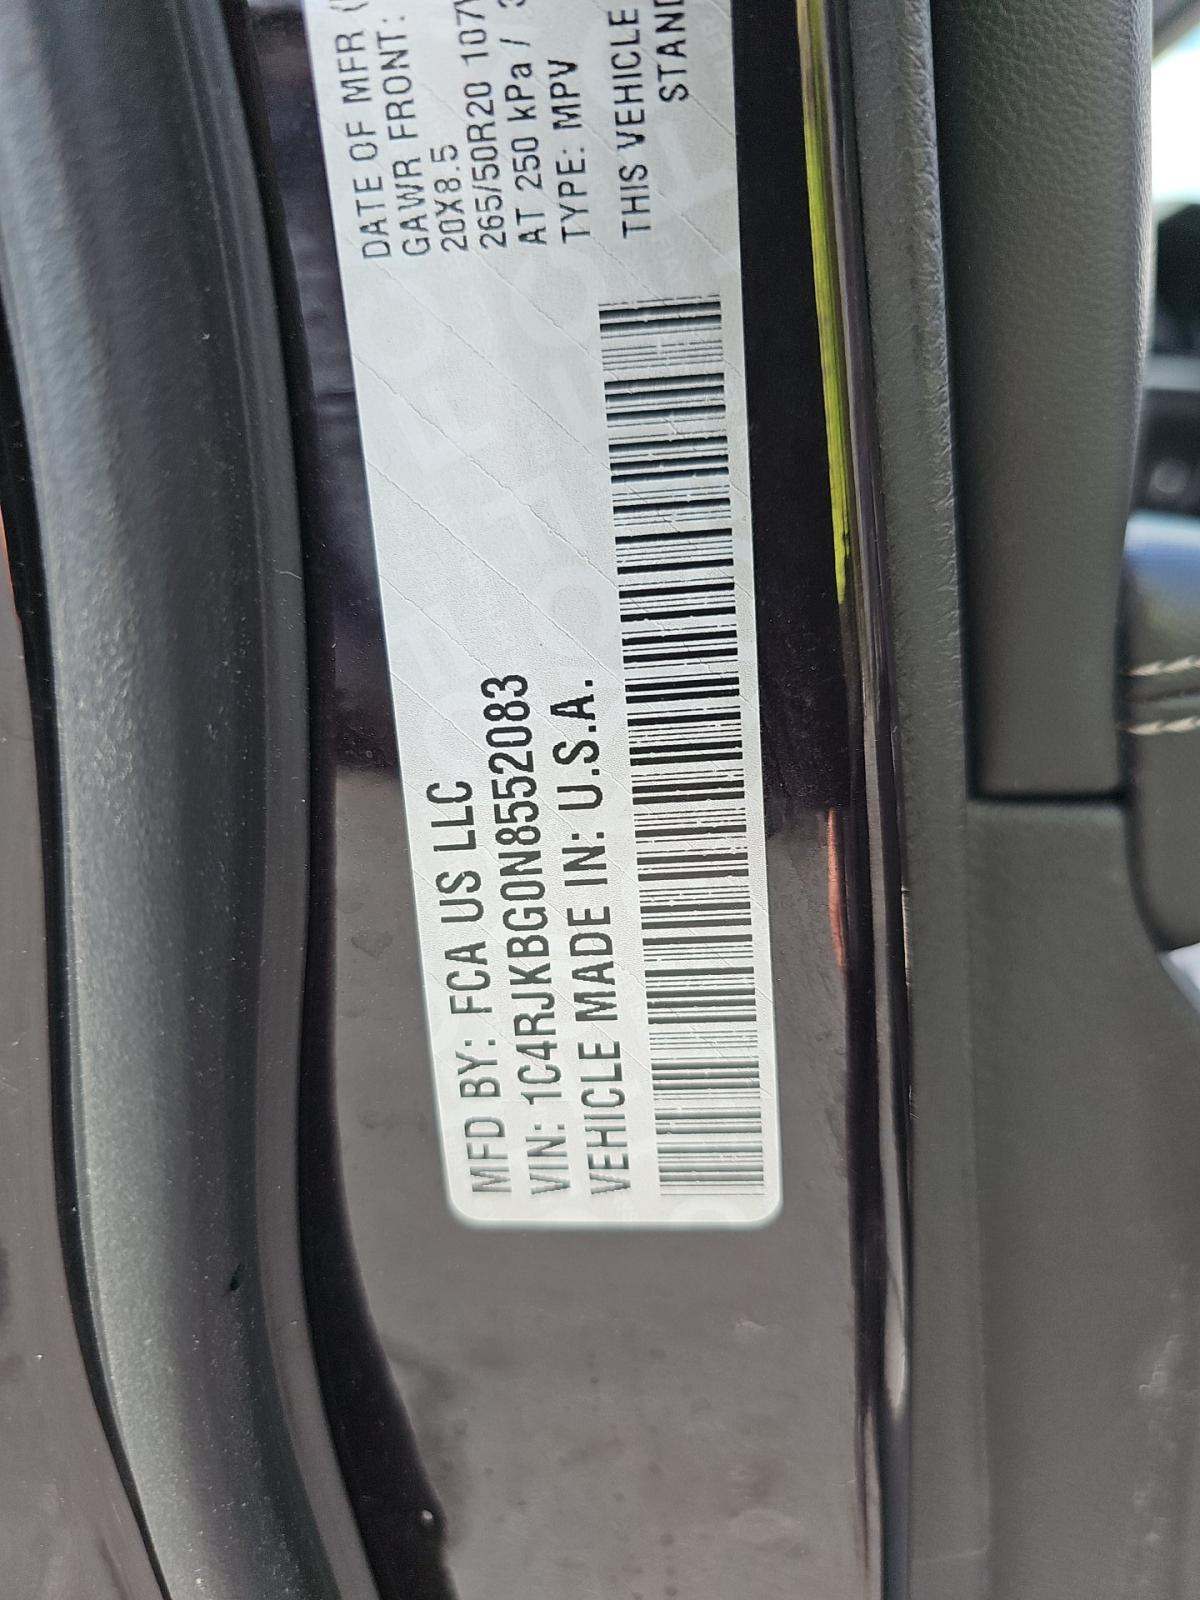 MFD BY: FCA US LLC
VIN: 1C4RJKBG0N8552083
VEHICLE MADE IN: U.S.A.
DATE OF MFR
GAWR FRONT:
20X8.5
265/50R20 107
AT 250 kPa / 3
TYPE: MPV
THIS VEHICLE
STAND